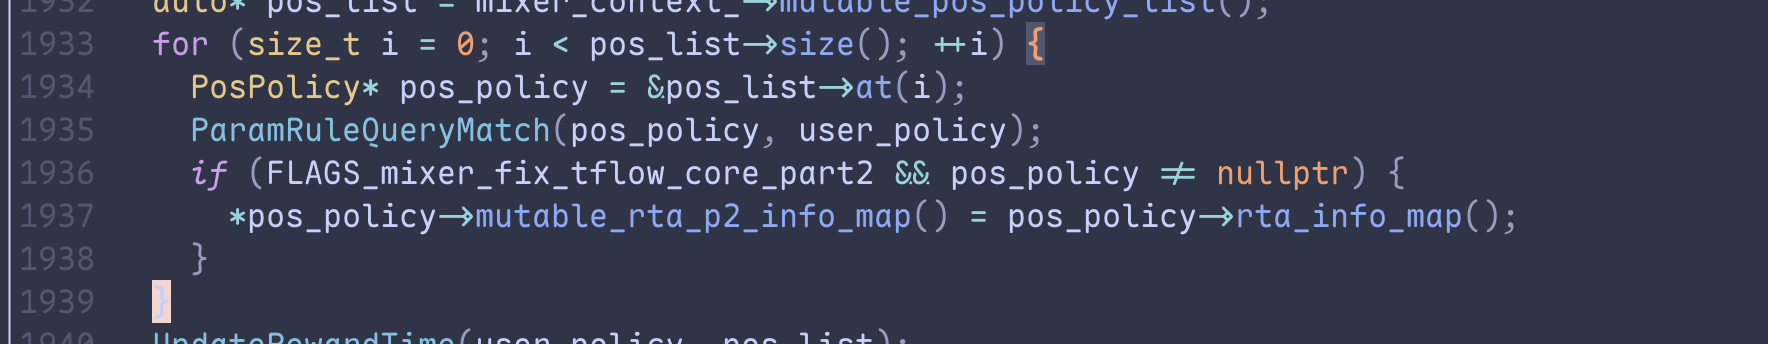 1932   auto* pos_list = mixer_context_->mutable_pos_policy_list();
1933   for (size_t i = 0; i < pos_list->size(); ++i) {
1934     PosPolicy* pos_policy = &pos_list->at(i);
1935     ParamRuleQueryMatch(pos_policy, user_policy);
1936     if (FLAGS_mixer_fix_tflow_core_part2 && pos_policy != nullptr) {
1937       *pos_policy->mutable_rta_p2_info_map() = pos_policy->rta_info_map();
1938     }
1939   }
1940   UpdateRewardTime(user_policy, pos_list);